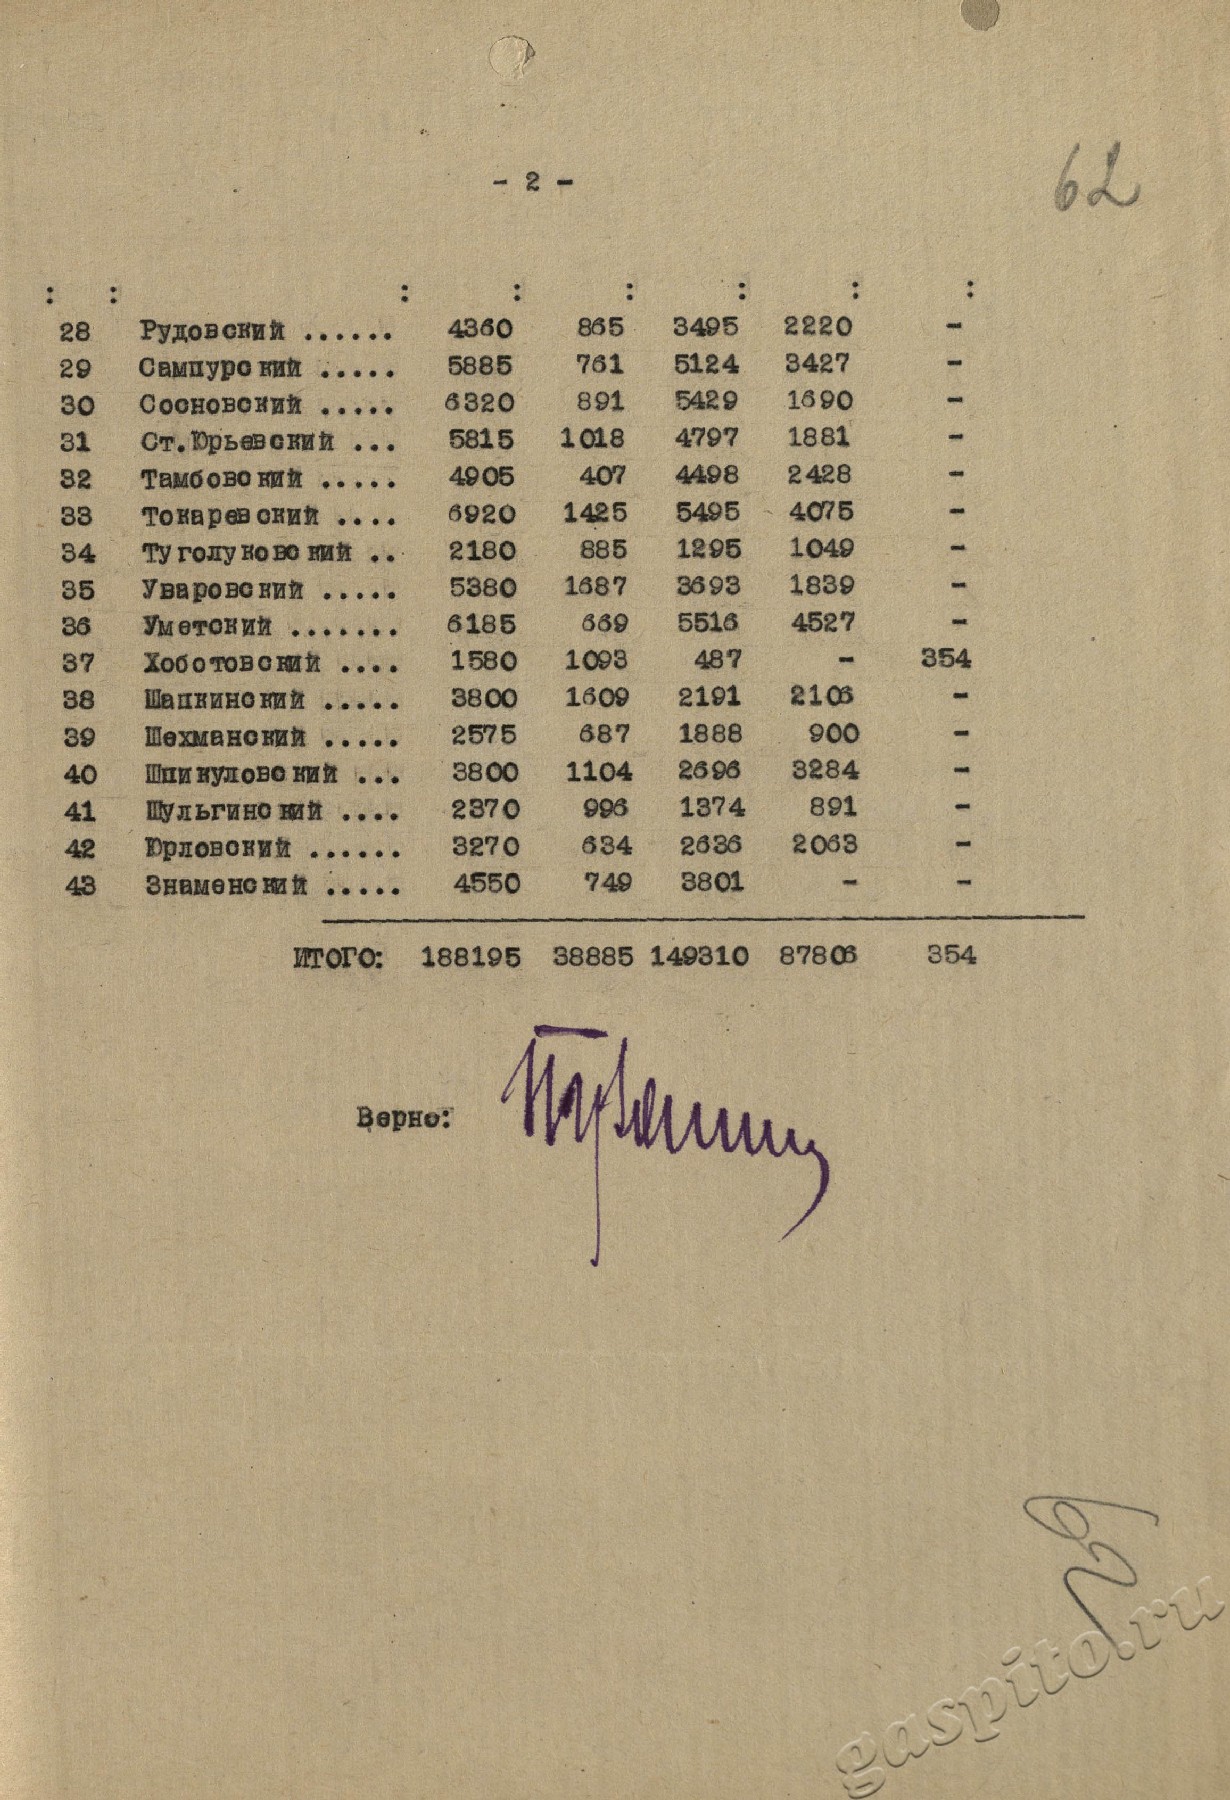 - 2 -
62
: : : : : : : :
28 Рудовский ...... 4360 865 3495 2220 -
29 Сампурский ..... 5885 761 5124 3427 -
30 Сосновский ..... 6320 891 5429 1690 -
31 Ст.Юрьевский ... 5815 1018 4797 1881 -
32 Тамбовский ..... 4905 407 4498 2428 -
33 Токаревский .... 6920 1425 5495 4075 -
34 Туголуковский .. 2180 885 1295 1049 -
35 Уваровский ..... 5380 1687 3693 1839 -
36 Уметский ....... 6185 669 5516 4527 -
37 Хоботовский .... 1580 1093 487 - 354
38 Шапкинский ..... 3800 1609 2191 2106 -
39 Шехманский ..... 2575 687 1888 900 -
40 Шпикуловский ... 3800 1104 2696 3284 -
41 Шульгинский .... 2370 996 1374 891 -
42 Юрловский ...... 3270 634 2636 2063 -
43 Знаменский ..... 4550 749 3801 - -
ИТОГО: 188195 38885 149310 87806 354
Верно:
gaspito.ru